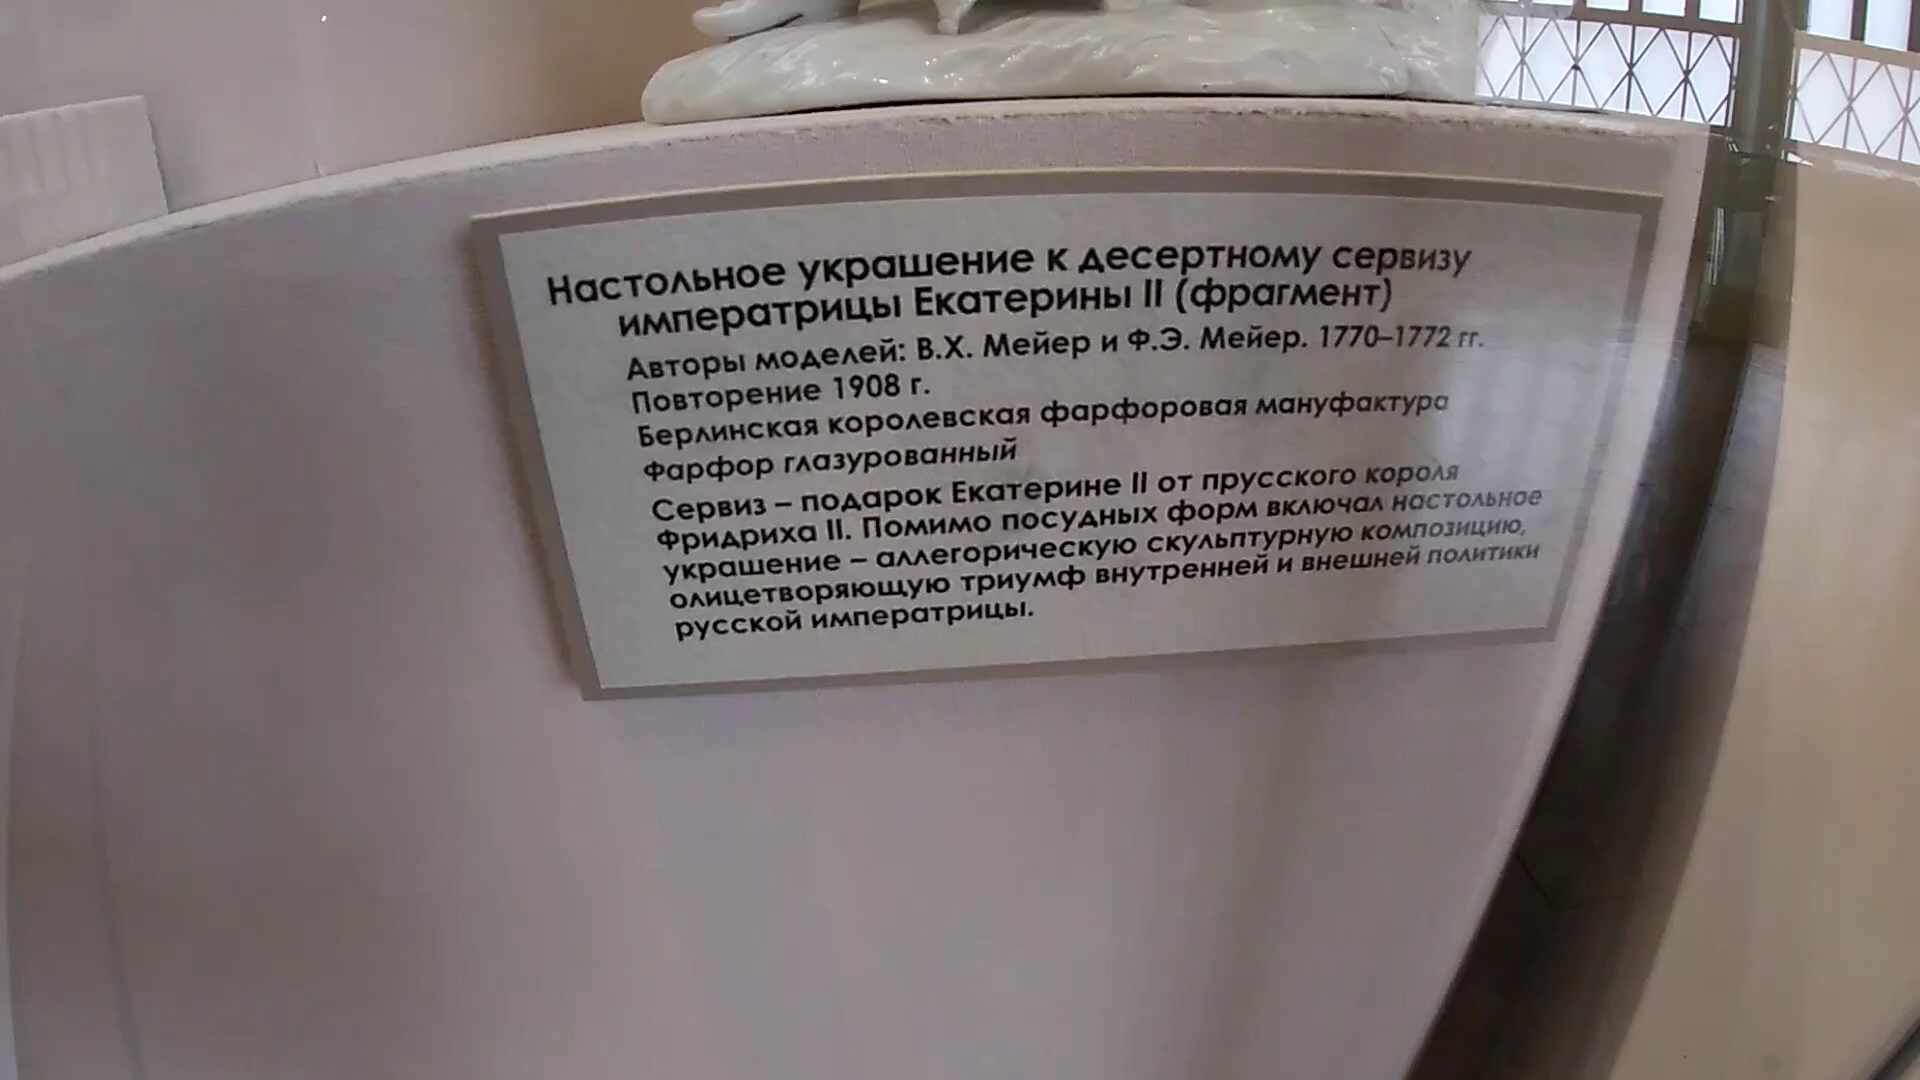 Настольное украшение к десертному сервизу
императрицы Екатерины II (фрагмент)
Авторы моделей: В.Х. Мейер и Ф.Э. Мейер. 1770–1772 гг.
Повторение 1908 г.
Берлинская королевская фарфоровая мануфактура
Фарфор глазурованный
Сервиз – подарок Екатерине II от прусского короля
Фридриха II. Помимо посудных форм включал настольное
украшение – аллегорическую скульптурную композицию,
олицетворяющую триумф внутренней и внешней политики
русской императрицы.